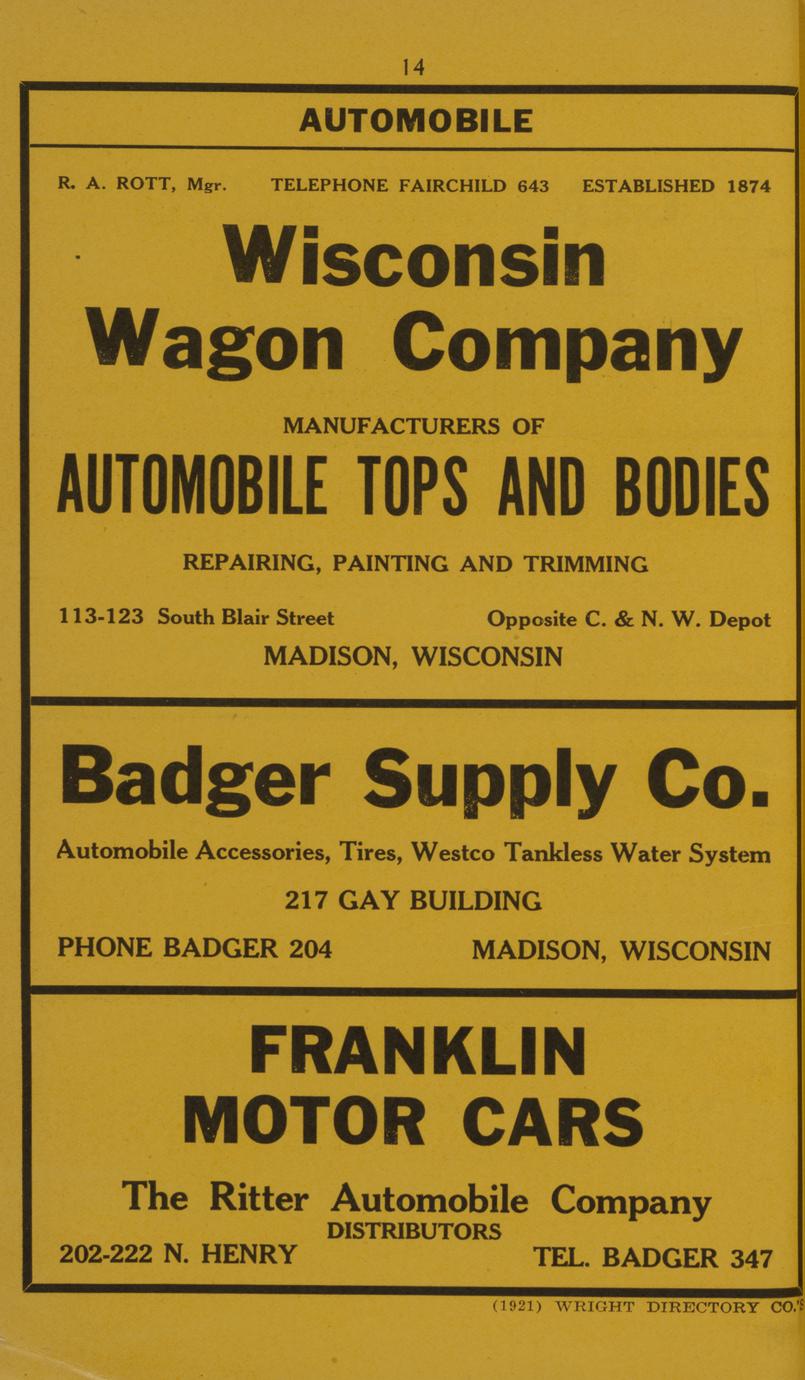 14
AUTOMOBILE
R. A. ROTT, Mgr. TELEPHONE FAIRCHILD 643 ESTABLISHED 1874
Wisconsin
Wagon Company
MANUFACTURERS OF
AUTOMOBILE TOPS AND BODIES
REPAIRING, PAINTING AND TRIMMING
113-123 South Blair Street Opposite C. & N. W. Depot
MADISON, WISCONSIN
Badger Supply Co.
Automobile Accessories, Tires, Westco Tankless Water System
217 GAY BUILDING
PHONE BADGER 204 MADISON, WISCONSIN
FRANKLIN
MOTOR CARS
The Ritter Automobile Company
DISTRIBUTORS
202-222 N. HENRY TEL. BADGER 347
(1921) WRIGHT DIRECTORY CO.'S